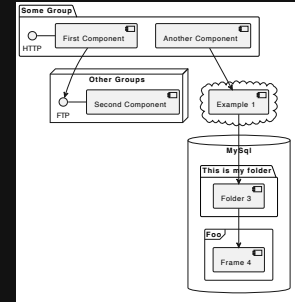 Some Group
First Component
Another Component
HTTP
Other Groups
Second Component
FTP
Example 1
MySql
This is my folder
Folder 3
Foo
Frame 4